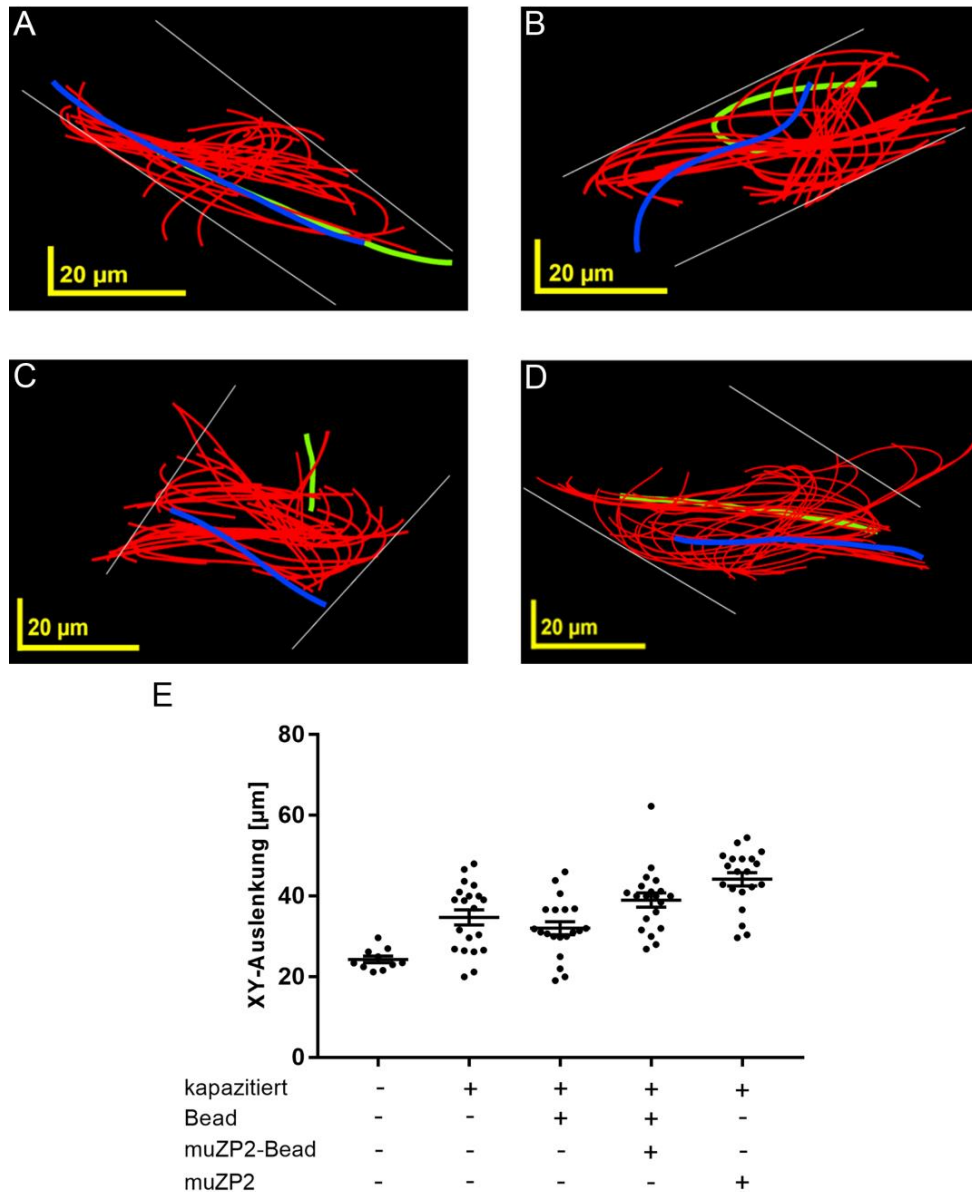 A
B
20 µm
20 µm
C
D
20 µm
20 µm
E
XY-Auslenkung [µm]
80
60
40
20
0
kapazitiert - + + + +
Bead - - + + -
muZP2-Bead - - - + -
muZP2 - - - - +